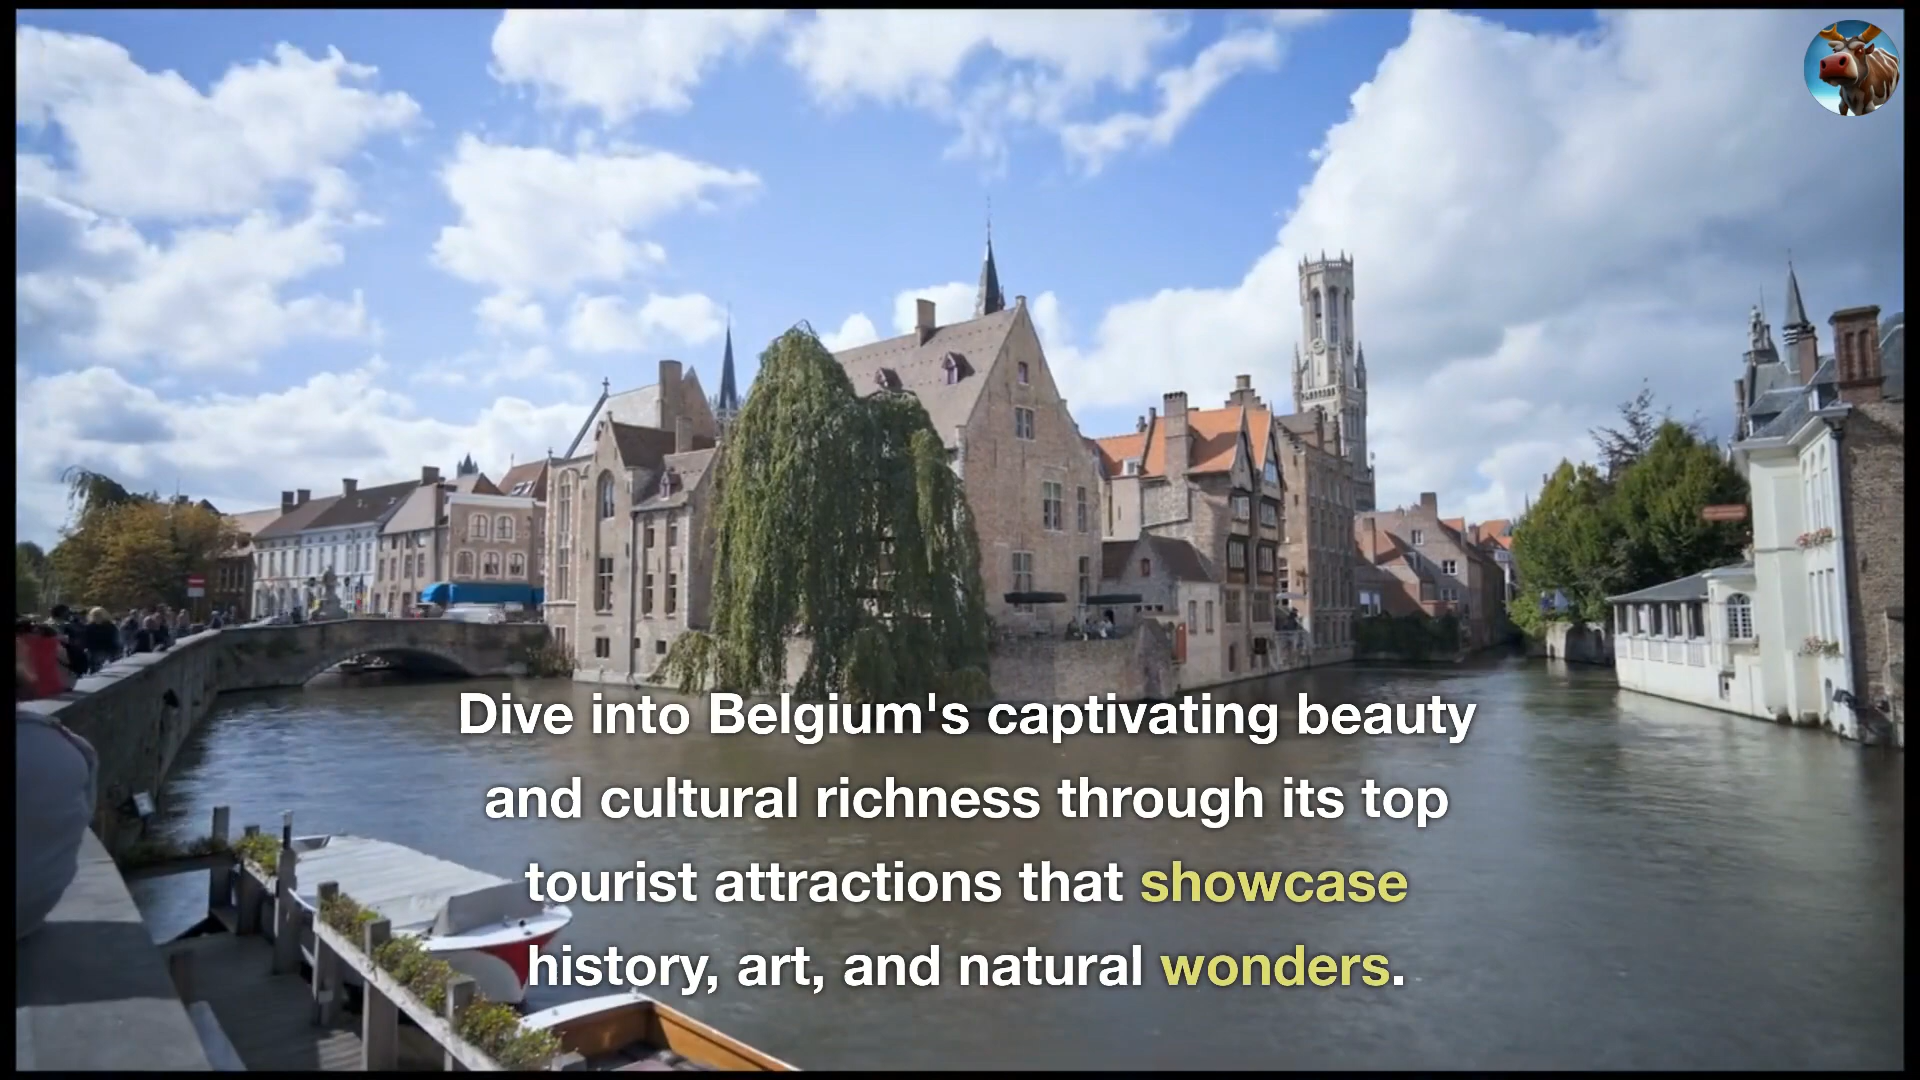 Dive into Belgium's captivating beauty
and cultural richness through its top
tourist attractions that showcase
history, art, and natural wonders.